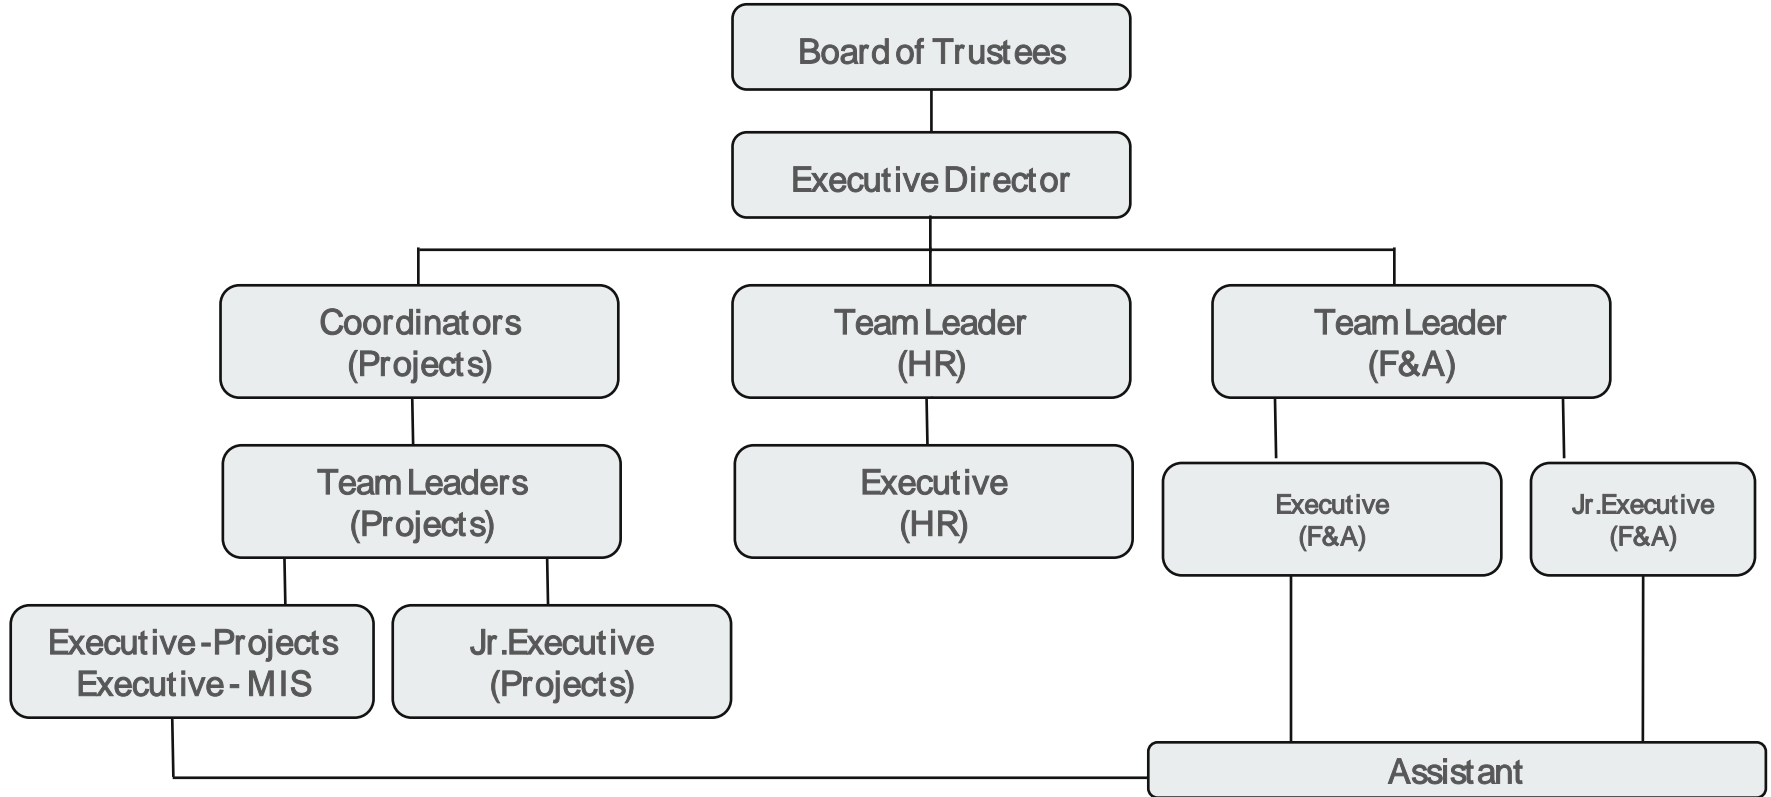 Board of Trustees
Executive Director
Coordinators
(Projects)
Team Leader
(HR)
Team Leader
(F&A)
Team Leaders
(Projects)
Executive
(HR)
Executive
(F&A)
Jr.Executive
(F&A)
Executive-Projects
Executive- MIS
Jr.Executive
(Projects)
Assistant